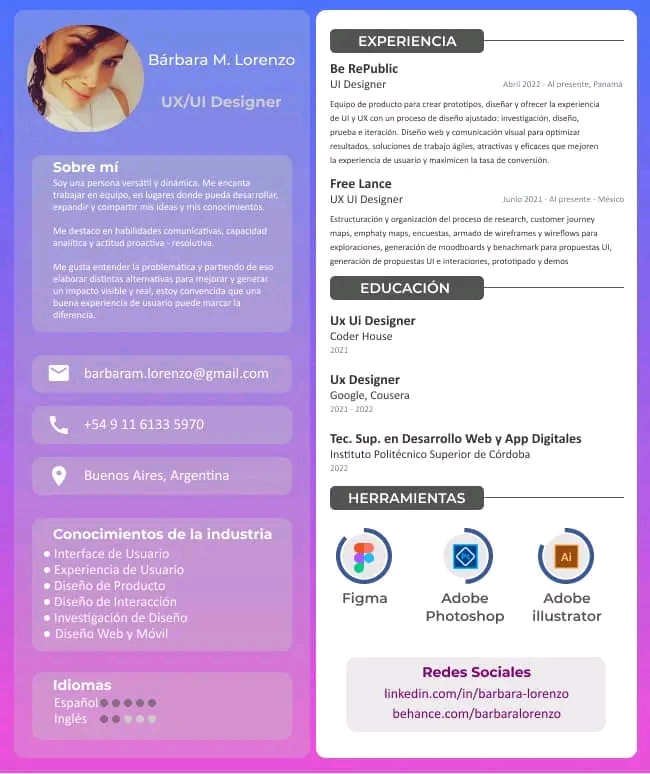 Bárbara M. Lorenzo
UX/UI Designer
Sobre mí
Soy una persona versátil y dinámica. Me encanta
trabajar en equipo, en lugares donde pueda desarrollar,
expandir y compartir mis ideas y mis conocimientos.
Me destaco en habilidades comunicativas, capacidad
analítica y actitud proactiva - resolutiva.
Me gusta entender la problemática y partiendo de eso
elaborar distintas alternativas para mejorar y generar
un impacto visible y real, estoy convencida que una
buena experiencia de usuario puede marcar la
diferencia.
barbaram.lorenzo@gmail.com
+54 9 11 6133 5970
Buenos Aires, Argentina
Conocimientos de la industria
Interface de Usuario
Experiencia de Usuario
Diseño de Producto
Diseño de Interacción
Investigación de Diseño
Diseño Web y Móvil
Idiomas
Español
Inglés
EXPERIENCIA
Be RePublic
UI Designer
Abril 2022 - Al presente, Panamá
Equipo de producto para crear prototipos, diseñar y ofrecer la experiencia
de UI y UX con un proceso de diseño ajustado: investigación, diseño,
prueba e iteración. Diseño web y comunicación visual para optimizar
resultados, soluciones de trabajo ágiles, atractivas y eficaces que mejoren
la experiencia de usuario y maximicen la tasa de conversión.
Free Lance
UX UI Designer
Junio 2021 - Al presente - México
Estructuración y organización del proceso de research, customer journey
maps, emphaty maps, encuestas, armado de wireframes y wireflows para
exploraciones, generación de moodboards y benachmark para propuestas UI,
generación de propuestas UI e interaciones, prototipado y demos
EDUCACIÓN
Ux Ui Designer
Coder House
2021
Ux Designer
Google, Cousera
2021 - 2022
Tec. Sup. en Desarrollo Web y App Digitales
Instituto Politécnico Superior de Córdoba
2022
HERRAMIENTAS
Ps
Ai
Figma
Adobe
Photoshop
Adobe
illustrator
Redes Sociales
linkedin.com/in/barbara-lorenzo
behance.com/barbaralorenzo